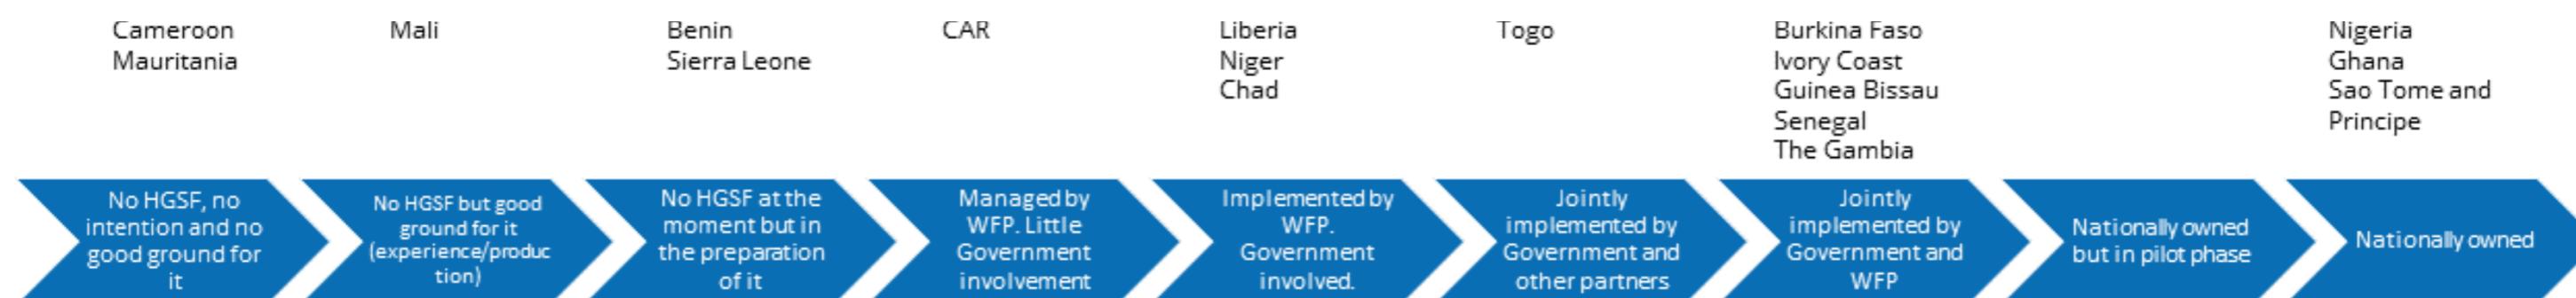 Cameroon
Mauritania
Mali
Benin
Sierra Leone
CAR
Liberia
Niger
Chad
Togo
Burkina Faso
Ivory Coast
Guinea Bissau
Senegal
The Gambia
Nigeria
Ghana
Sao Tome and
Principe
No HGSF, no
intention and no
good ground for
it
No HGSF but good
ground for it
(experience/produc
tion)
No HGSF at the
moment but in
the preparation
of it
Managed by
WFP. Little
Government
involvement
Implemented by
WFP.
Government
involved.
Jointly
implemented by
Government and
other partners
Jointly
implemented by
Government and
WFP
Nationally owned
but in pilot phase
Nationally owned